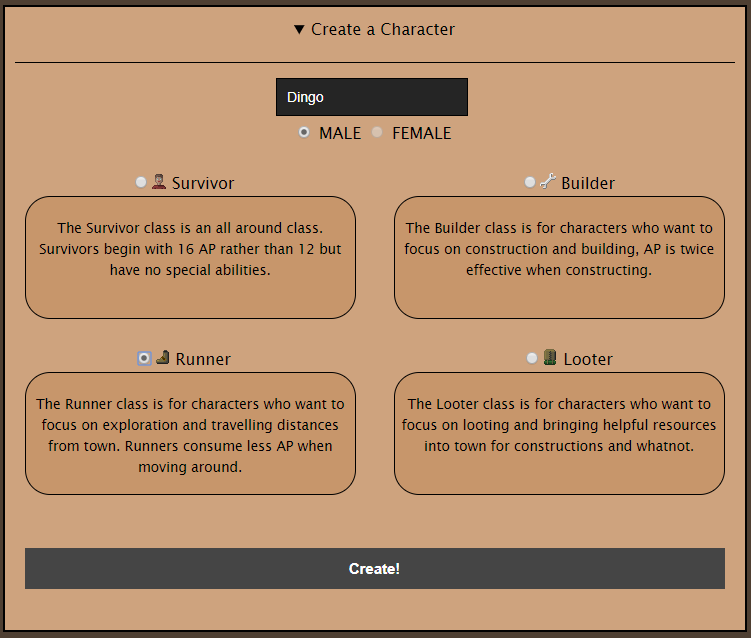 ▼ Create a Character
Dingo
MALE FEMALE
Survivor
The Survivor class is an all around class.
Survivors begin with 16 AP rather than 12 but
have no special abilities.
Builder
The Builder class is for characters who want to
focus on construction and building, AP is twice
effective when constructing.
Runner
The Runner class is for characters who want to
focus on exploration and travelling distances
from town. Runners consume less AP when
moving around.
Looter
The Looter class is for characters who want to
focus on looting and bringing helpful resources
into town for constructions and whatnot.
Create!